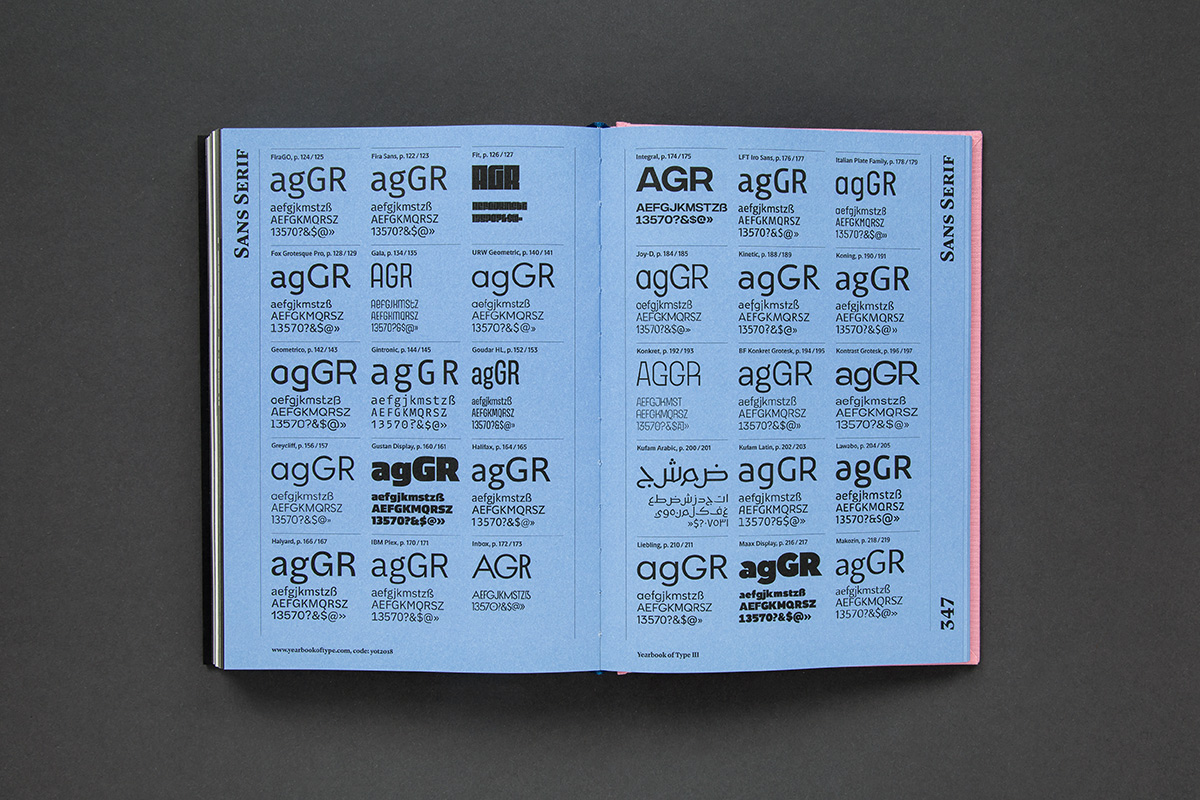 SANS SERIF
FiraGO, p. 124 / 125
agGR
aefgjkmstzß
AEFGKMQRSZ
13570?&$@»
Fira Sans, p. 122 / 123
agGR
aefgjkmstzß
AEFGKMQRSZ
13570?&$@»
Fit, p. 126 / 127
AGR
Fox Grotesque Pro, p. 128 / 129
agGR
aefgjkmstzß
AEFGKMQRSZ
13570?&$@»
Gala, p. 134 / 135
AGR
AEFGKMQRSZ
13570?&$@»
URW Geometric, p. 140 / 141
agGR
aefgjkmstzß
AEFGKMQRSZ
13570?&$@»
Geometrico, p. 142 / 143
agGR
aefgjkmstzß
AEFGKMQRSZ
13570?&$@»
Gintronic, p. 144 / 145
agGR
aefgjkmstzß
AEFGKMQRSZ
13570?&$@»
Goudar HL, p. 152 / 153
agGR
aefgjkmstzß
AEFGKMQRSZ
13570?&$@»
Greycliff, p. 156 / 157
agGR
aefgjkmstzß
AEFGKMQRSZ
13570?&$@»
Gustan Display, p. 160 / 161
agGR
aefgjkmstzß
AEFGKMQRSZ
13570?&$@»
Halifax, p. 164 / 165
agGR
aefgjkmstzß
AEFGKMQRSZ
13570?&$@»
Halyard, p. 166 / 167
agGR
aefgjkmstzß
AEFGKMQRSZ
13570?&$@»
IBM Plex, p. 170 / 171
agGR
aefgjkmstzß
AEFGKMQRSZ
13570?&$@»
Inbox, p. 172 / 173
AGR
AEFGJKMSTZß
13570?&$@»
www.yearbookoftype.com, code: yot2018
Integral, p. 174 / 175
AGR
AEFGJKMSTZß
13570?&$@»
LFT Iro Sans, p. 176 / 177
agGR
aefgjkmstzß
AEFGKMQRSZ
13570?&$@»
Italian Plate Family, p. 178 / 179
agGR
aefgjkmstzß
AEFGKMQRSZ
13570?&$@»
Joy-D, p. 184 / 185
agGR
aefgjkmstzß
AEFGKMQRSZ
13570?&$@»
Kinetic, p. 188 / 189
agGR
aefgjkmstzß
AEFGKMQRSZ
13570?&$@»
Koning, p. 190 / 191
agGR
aefgjkmstzß
AEFGKMQRSZ
13570?&$@»
Konkret, p. 192 / 193
AGGR
AEFGJKMST
AEFGKMQRSZ
13570?&$@»
BF Konkret Grotesk, p. 194 / 195
agGR
aefgjkmstzß
AEFGKMQRSZ
13570?&$@»
Kontrast Grotesk, p. 196 / 197
agGR
aefgjkmstzß
AEFGKMQRSZ
13570?&$@»
Kufam Arabic, p. 200 / 201
Kufam Latin, p. 202 / 203
agGR
aefgjkmstzß
AEFGKMQRSZ
13570?&$@»
Lawabo, p. 204 / 205
agGR
aefgjkmstzß
AEFGKMQRSZ
13570?&$@»
Liebling, p. 210 / 211
agGR
aefgjkmstzß
AEFGKMQRSZ
13570?&$@»
Maax Display, p. 216 / 217
agGR
aefgjkmstzß
AEFGKMQRSZ
13570?&$@»
Makozin, p. 218 / 219
agGR
aefgjkmstzß
AEFGKMQRSZ
13570?&$@»
Yearbook of Type III
SANS SERIF
347